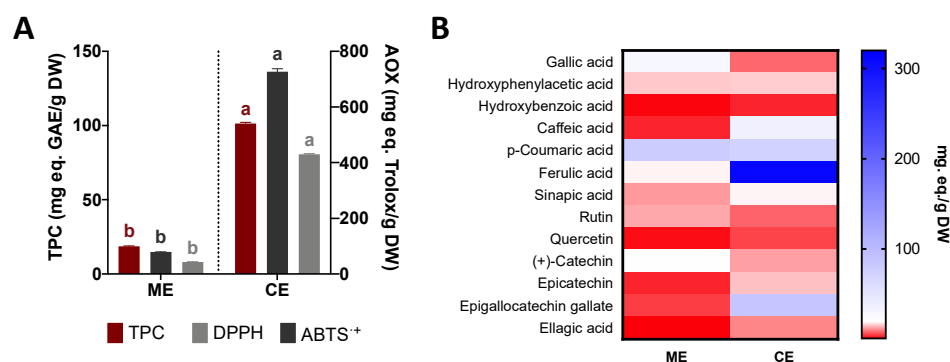 A
TPC (mg eq. GAE/g DW)
150
100
50
0
b
b
b
a
a
a
ME
CE
800
600
400
200
0
AOX (mg eq. Trolox/g DW)
TPC
DPPH
ABTS·+
B
Gallic acid
Hydroxyphenylacetic acid
Hydroxybenzoic acid
Caffeic acid
p-Coumaric acid
Ferulic acid
Sinapic acid
Rutin
Quercetin
(+)-Catechin
Epicatechin
Epigallocatechin gallate
Ellagic acid
ME
CE
300
200
100
mg. eq./g DW